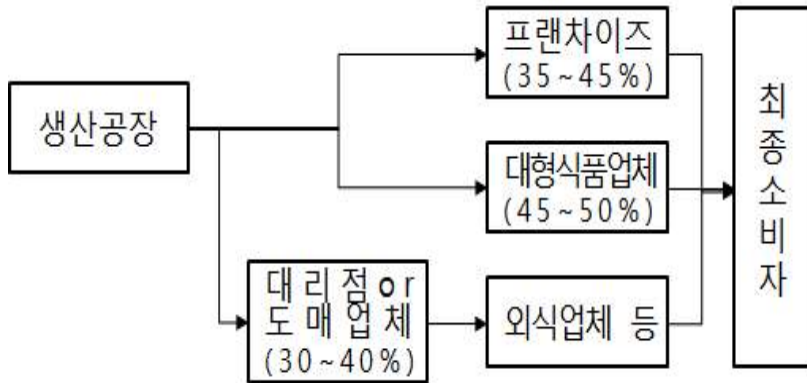 프랜차이즈
(35~45%)
생산공장
대형식품업체
(45~50%)
대리점or
도매업체
(30~40%)
외식업체 등
최종소비자